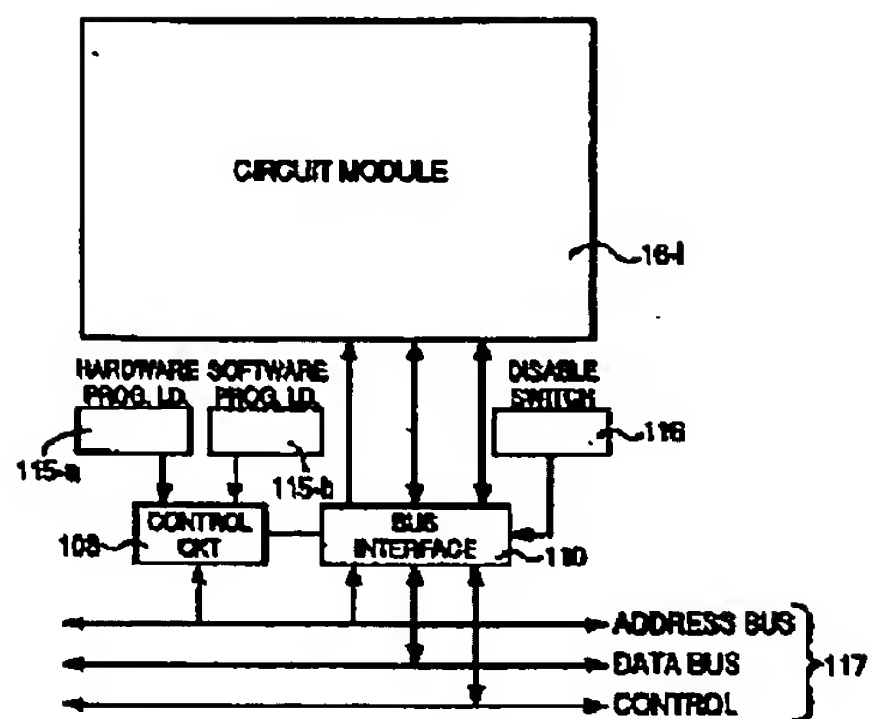 CIRCUIT MODULE
16-I
HARDWARE PROG. I.D.
SOFTWARE PROG. I.D.
DISABLE SWITCH
115-a
115-b
116
CONTROL CKT
108
BUS INTERFACE
110
ADDRESS BUS
DATA BUS
CONTROL
117